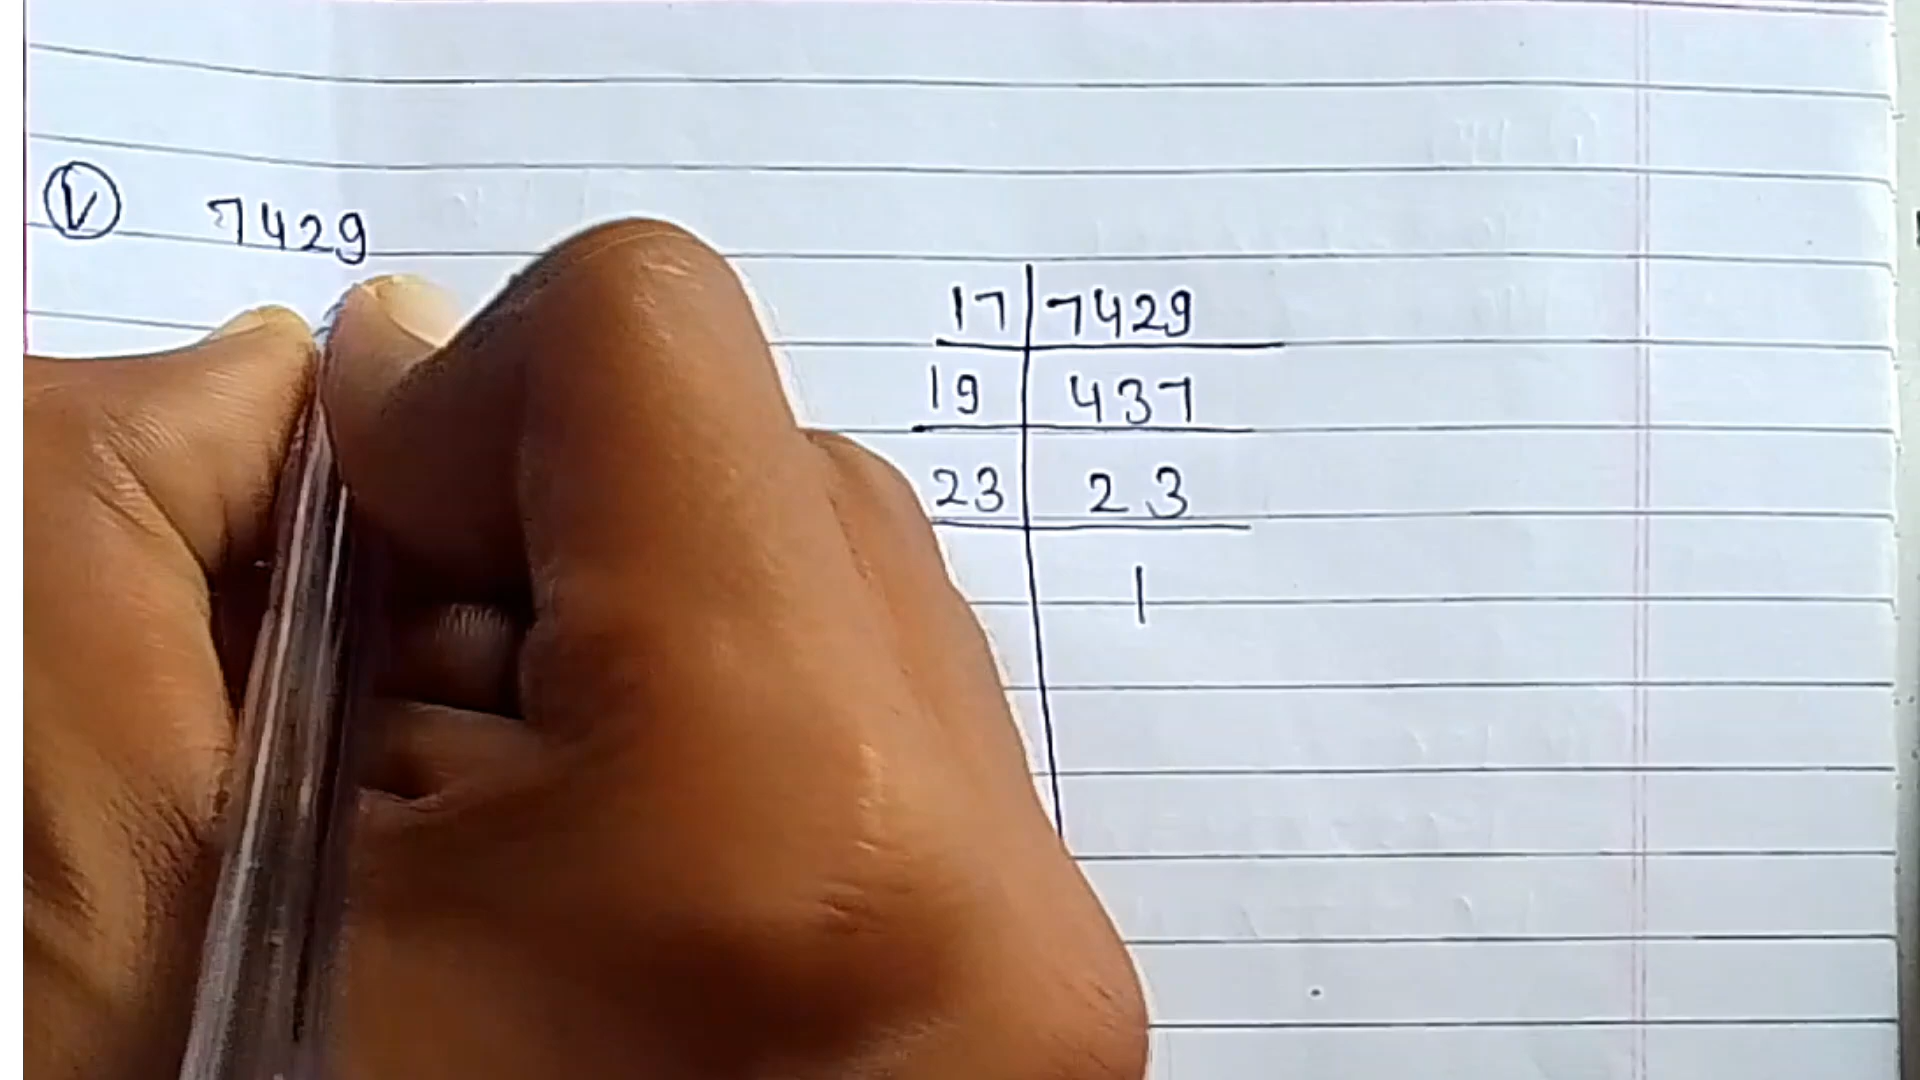 Ⓥ 7429
17 | 7429
19 | 437
23 | 23
1